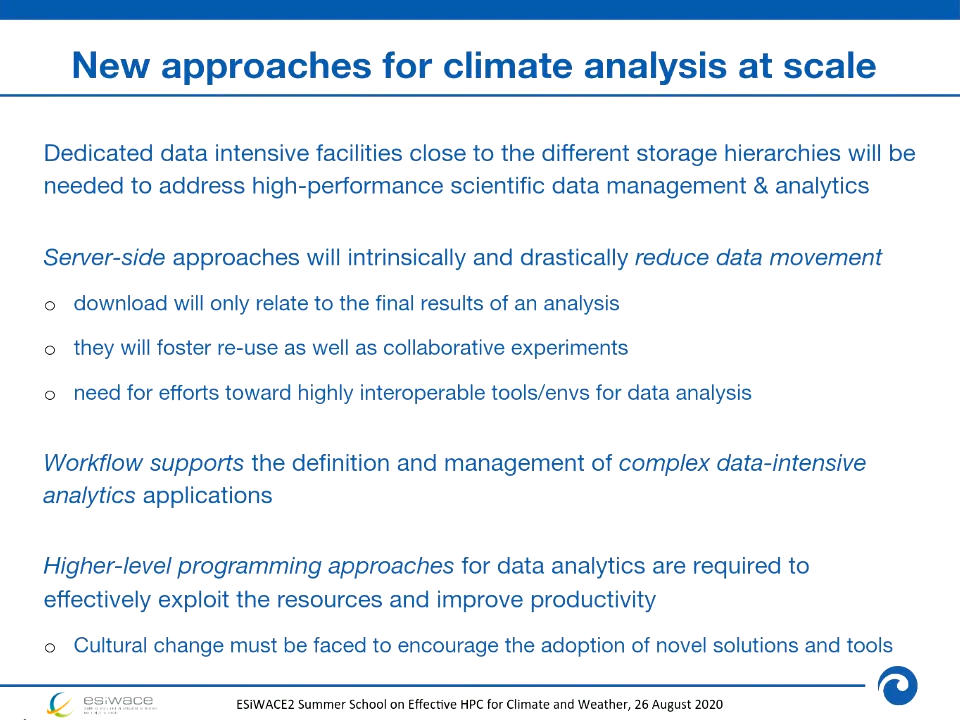 New approaches for climate analysis at scale
Dedicated data intensive facilities close to the different storage hierarchies will be
needed to address high-performance scientific data management & analytics
Server-side approaches will intrinsically and drastically reduce data movement
o download will only relate to the final results of an analysis
o they will foster re-use as well as collaborative experiments
o need for efforts toward highly interoperable tools/envs for data analysis
Workflow supports the definition and management of complex data-intensive
analytics applications
Higher-level programming approaches for data analytics are required to
effectively exploit the resources and improve productivity
o Cultural change must be faced to encourage the adoption of novel solutions and tools
esiwace
ESiWACE2 Summer School on Effective HPC for Climate and Weather, 26 August 2020